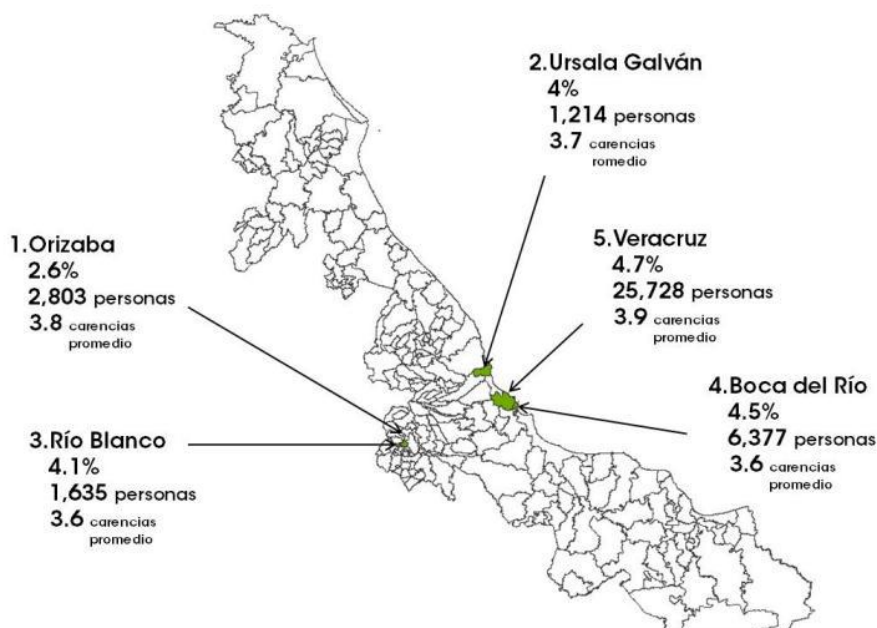 2.Ursala Galván
4%
1,214 personas
3.7 carencias
romedio
1.Orizaba
2.6%
2,803 personas
3.8 carencias
promedio
5.Veracruz
4.7%
25,728 personas
3.9 carencias
promedio
4.Boca del Río
4.5%
6,377 personas
3.6 carencias
promedio
3.Río Blanco
4.1%
1,635 personas
3.6 carencias
promedio